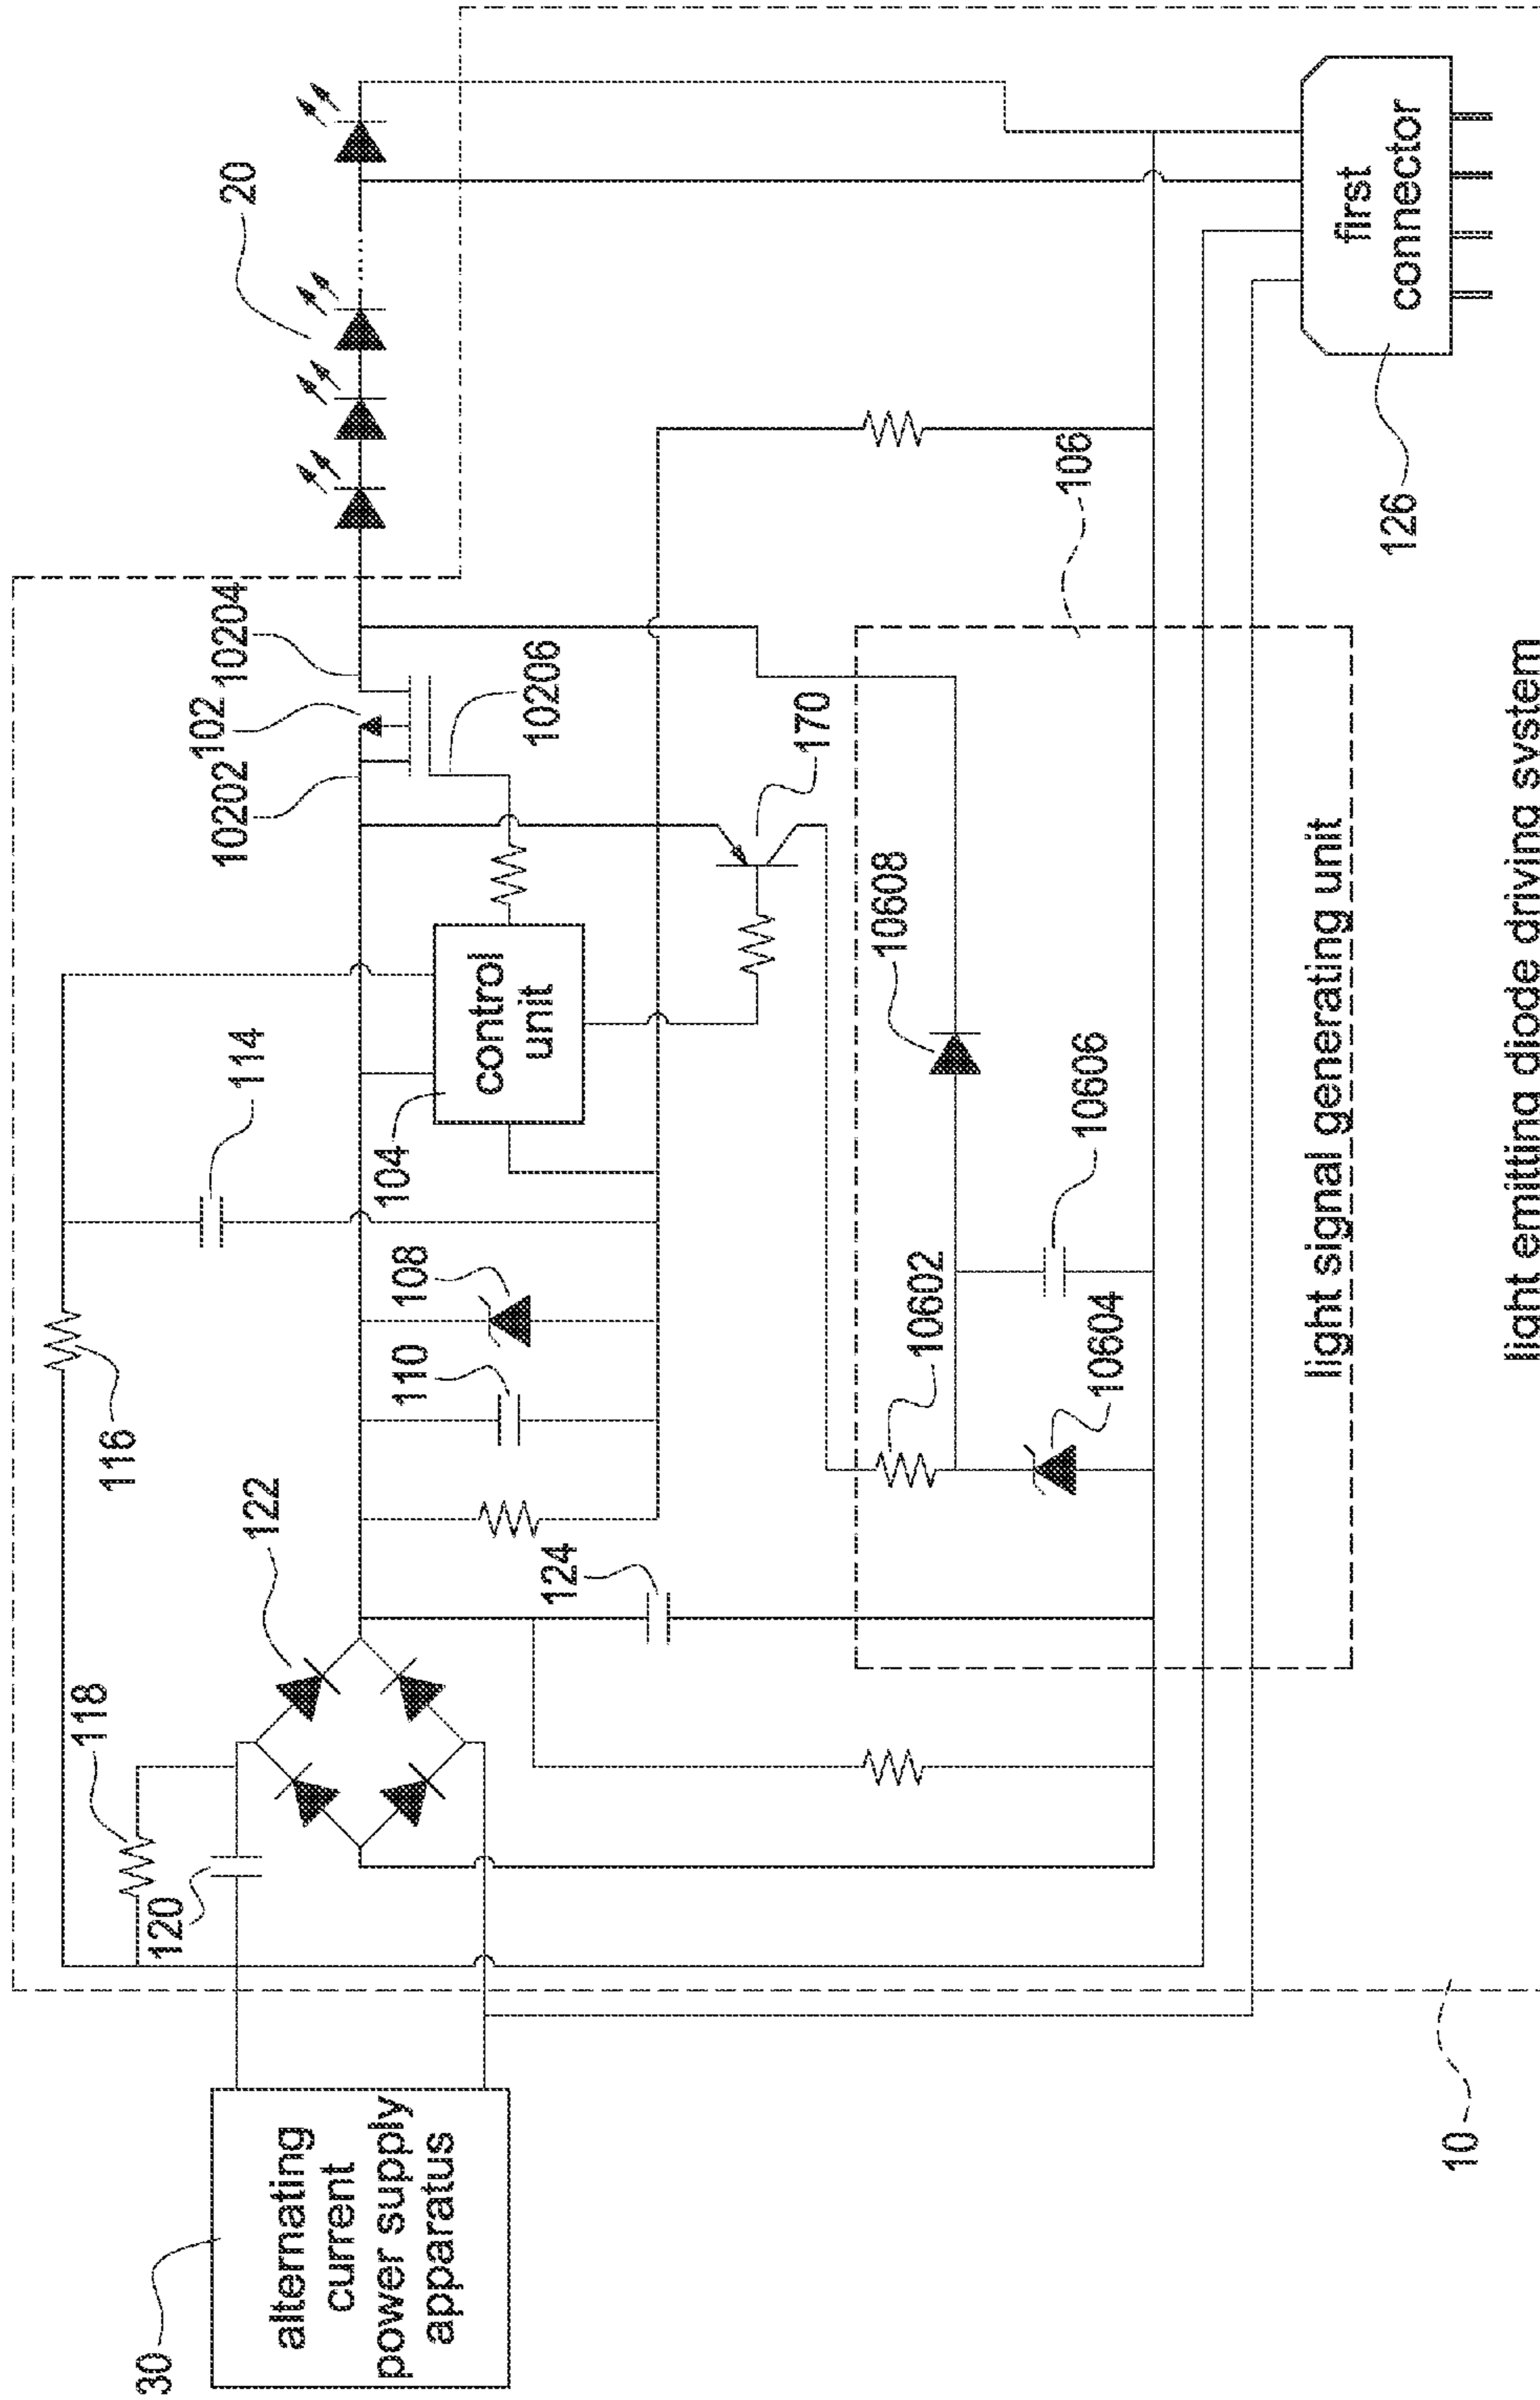 30
alternating
current
power supply
apparatus
10
116
118
120
122
124
110
108
114
104
control
unit
10202
102
10204
10206
170
20
106
10602
10604
10606
10608
light signal generating unit
126
first
connector
light emitting diode driving system